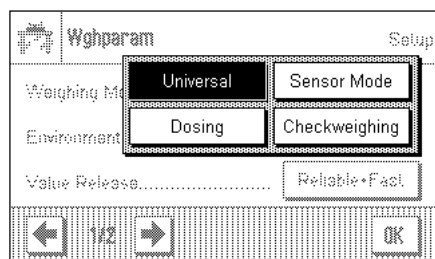 Wghparam Setup
Universal Sensor Mode
Weighing Mo
Dosing Checkweighing
Environment
Value Release........................ Reliable+Fast
1/2 OK